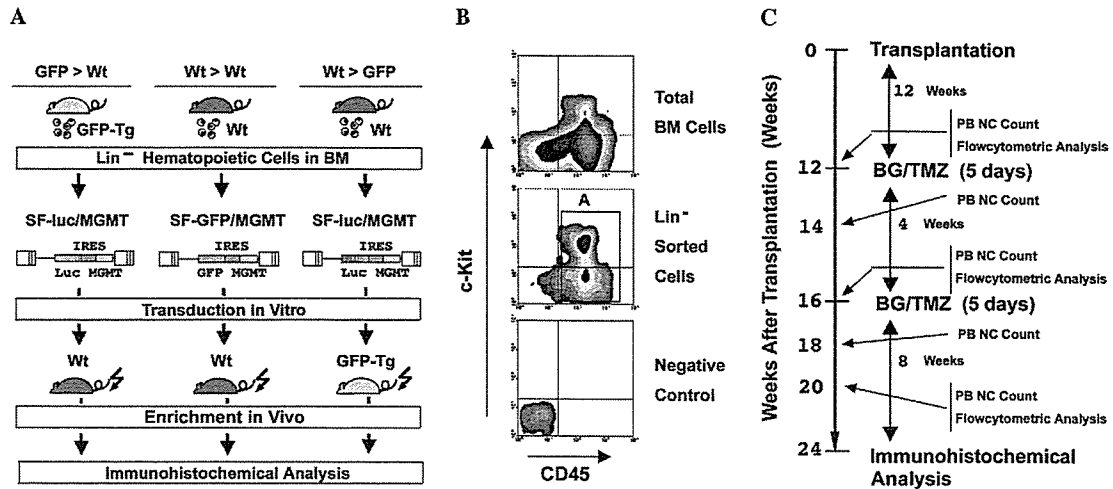 A
GFP > Wt
Wt > Wt
Wt > GFP
GFP-Tg
Wt
Wt
Lin⁻ Hematopoietic Cells in BM
SF-luc/MGMT
SF-GFP/MGMT
SF-luc/MGMT
IRES
IRES
IRES
Luc MGMT
GFP MGMT
Luc MGMT
Transduction in Vitro
Wt
Wt
GFP-Tg
Enrichment in Vivo
Immunohistochemical Analysis
B
c-Kit
Total
BM Cells
A
Lin⁻
Sorted
Cells
Negative
Control
CD45
C
Weeks After Transplantation (Weeks)
0
Transplantation
12 Weeks
PB NC Count
Flowcytometric Analysis
12
BG/TMZ (5 days)
PB NC Count
14
4 Weeks
PB NC Count
Flowcytometric Analysis
16
BG/TMZ (5 days)
PB NC Count
18
8 Weeks
20
PB NC Count
Flowcytometric Analysis
24
Immunohistochemical
Analysis